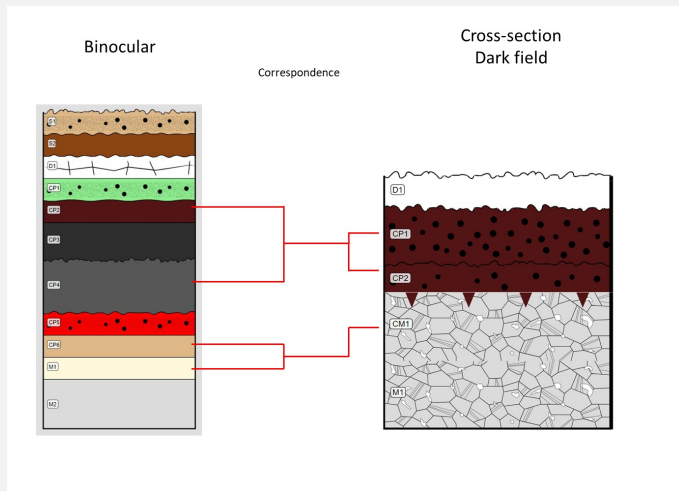 Binocular
Correspondence
Cross-section
Dark field
S1
S2
D1
CP1
CP2
CP3
CP4
CP5
CP6
M1
M2
D1
CP1
CP2
CM1
M1